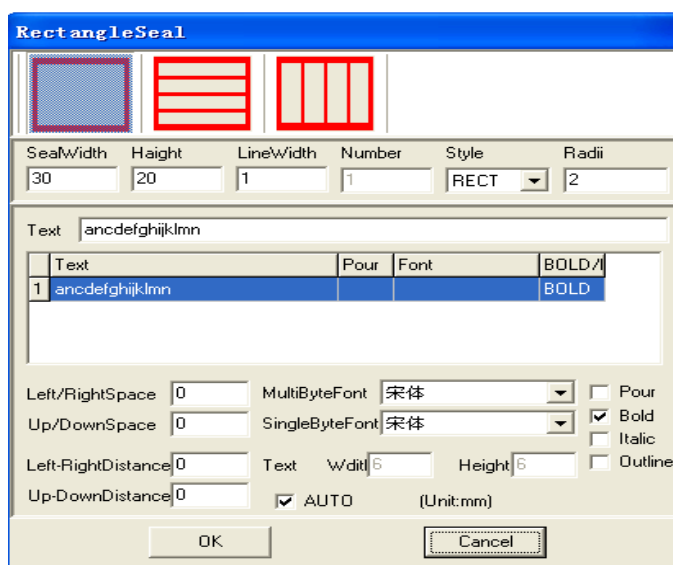 RectangleSeal
SealWidth Haight LineWidth Number Style Radii
30 20 1 1 RECT 2
Text ancdefghijklmn
Text Pour Font BOLD/I
1 ancdefghijklmn BOLD
Left/RightSpace 0 MultiByteFont 宋体 Pour
Up/DownSpace 0 SingleByteFont 宋体 Bold
Italic
Left-RightDistance 0 Text Wditl 6 Height 6 Outline
Up-DownDistance 0 AUTO (Unit:mm)
OK Cancel